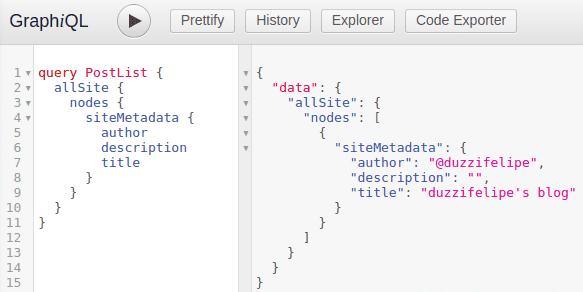 GraphiQL Prettify History Explorer Code Exporter
1 query PostList {
2 allSite {
3 nodes {
4 siteMetadata {
5 author
6 description
7 title
8 }
9 }
10 }
11 }
12
13
14
15
{
"data": {
"allSite": {
"nodes": [
{
"siteMetadata": {
"author": "@duzzifelipe",
"description": "",
"title": "duzzifelipe's blog"
}
}
]
}
}
}